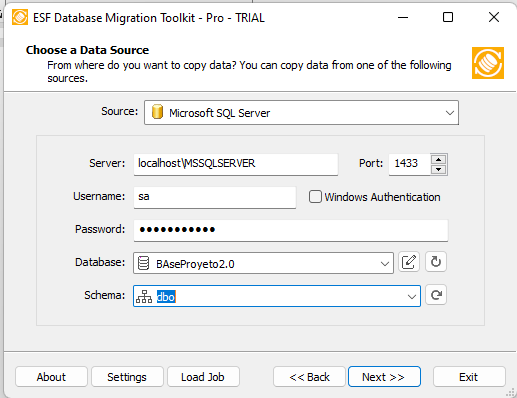 ESF Database Migration Toolkit - Pro - TRIAL
Choose a Data Source
From where do you want to copy data? You can copy data from one of the following
sources.
Source: Microsoft SQL Server
Server: localhost\MSSQLSERVER Port: 1433
Username: sa Windows Authentication
Password: ●●●●●●●●●●●
Database: BAseProyeto2.0
Schema: dbo
About Settings Load Job << Back Next >> Exit